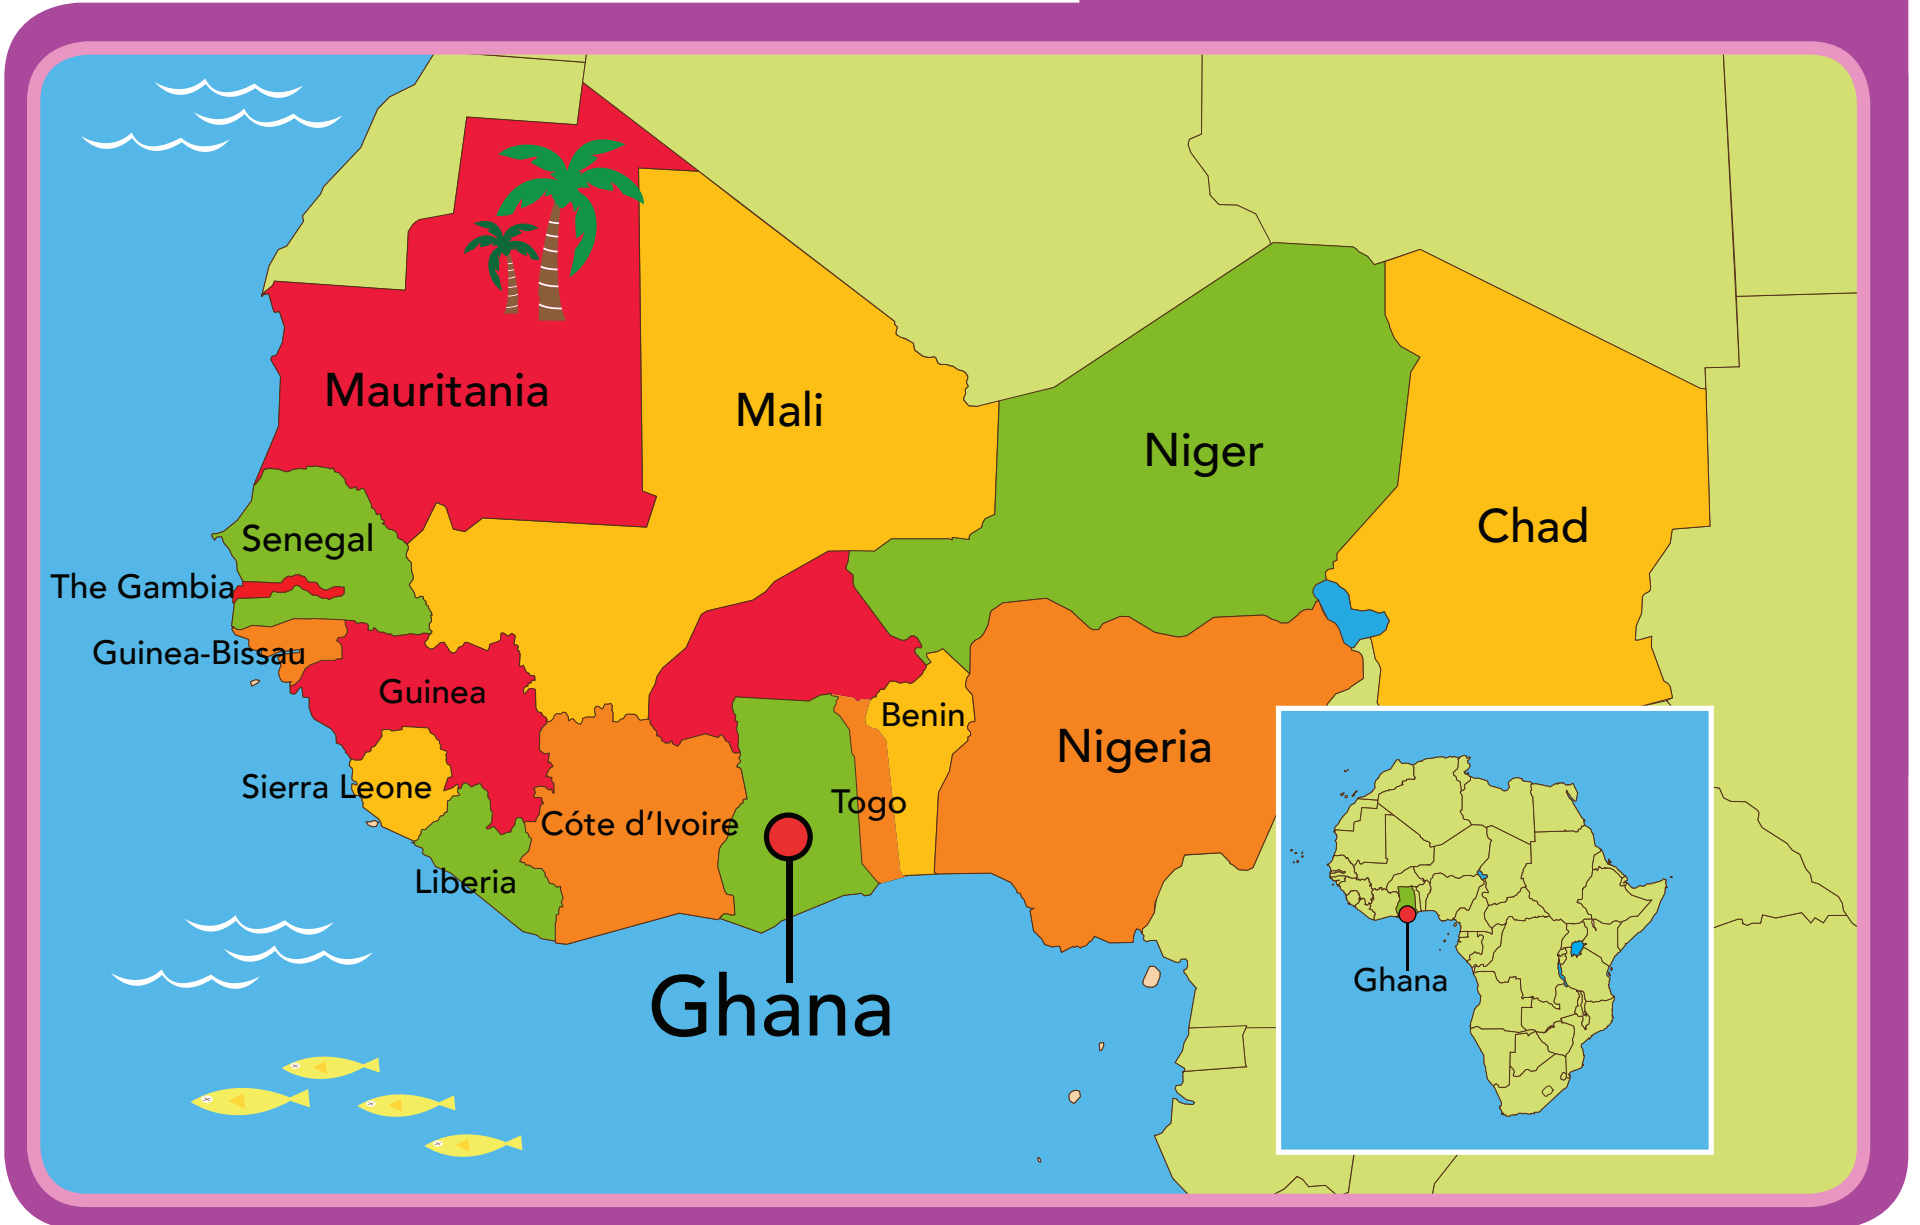 Mauritania
Mali
Niger
Chad
Senegal
The Gambia
Guinea-Bissau
Guinea
Benin
Nigeria
Sierra Leone
Togo
Cóte d’Ivoire
Liberia
Ghana
Ghana